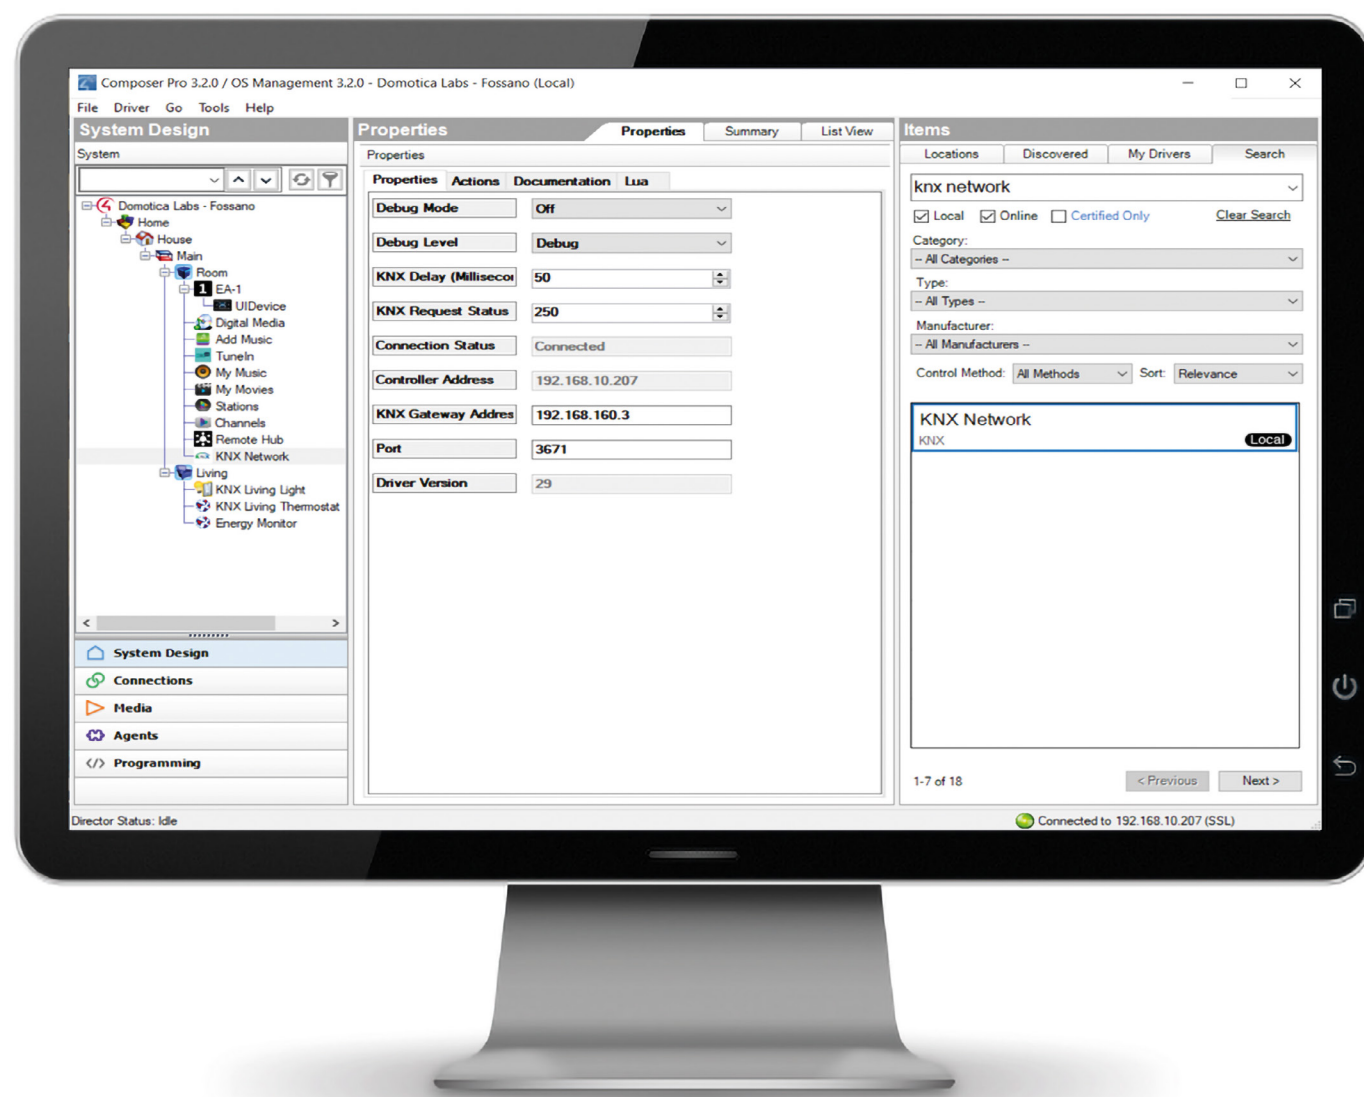 Composer Pro 3.2.0 / OS Management 3.2.0 - Domotica Labs - Fossano (Local)
File Driver Go Tools Help
System Design
System
Domotica Labs - Fossano
Home
House
Main
Room
1 EA-1
UIDevice
Digital Media
Add Music
TuneIn
My Music
My Movies
Stations
Channels
Remote Hub
KNX Network
Living
KNX Living Light
KNX Living Thermostat
Energy Monitor
System Design
Connections
Media
Agents
Programming
Director Status: Idle
Properties
Properties Summary List View
Properties
Properties Actions Documentation Lua
Debug Mode Off
Debug Level Debug
KNX Delay (Millisecon 50
KNX Request Status 250
Connection Status Connected
Controller Address 192.168.10.207
KNX Gateway Addres 192.168.160.3
Port 3671
Driver Version 29
Items
Locations Discovered My Drivers Search
knx network
Local Online Certified Only Clear Search
Category:
-- All Categories --
Type:
-- All Types --
Manufacturer:
-- All Manufacturers --
Control Method: All Methods Sort: Relevance
KNX Network
KNX Local
1-7 of 18 < Previous Next >
Connected to 192.168.10.207 (SSL)